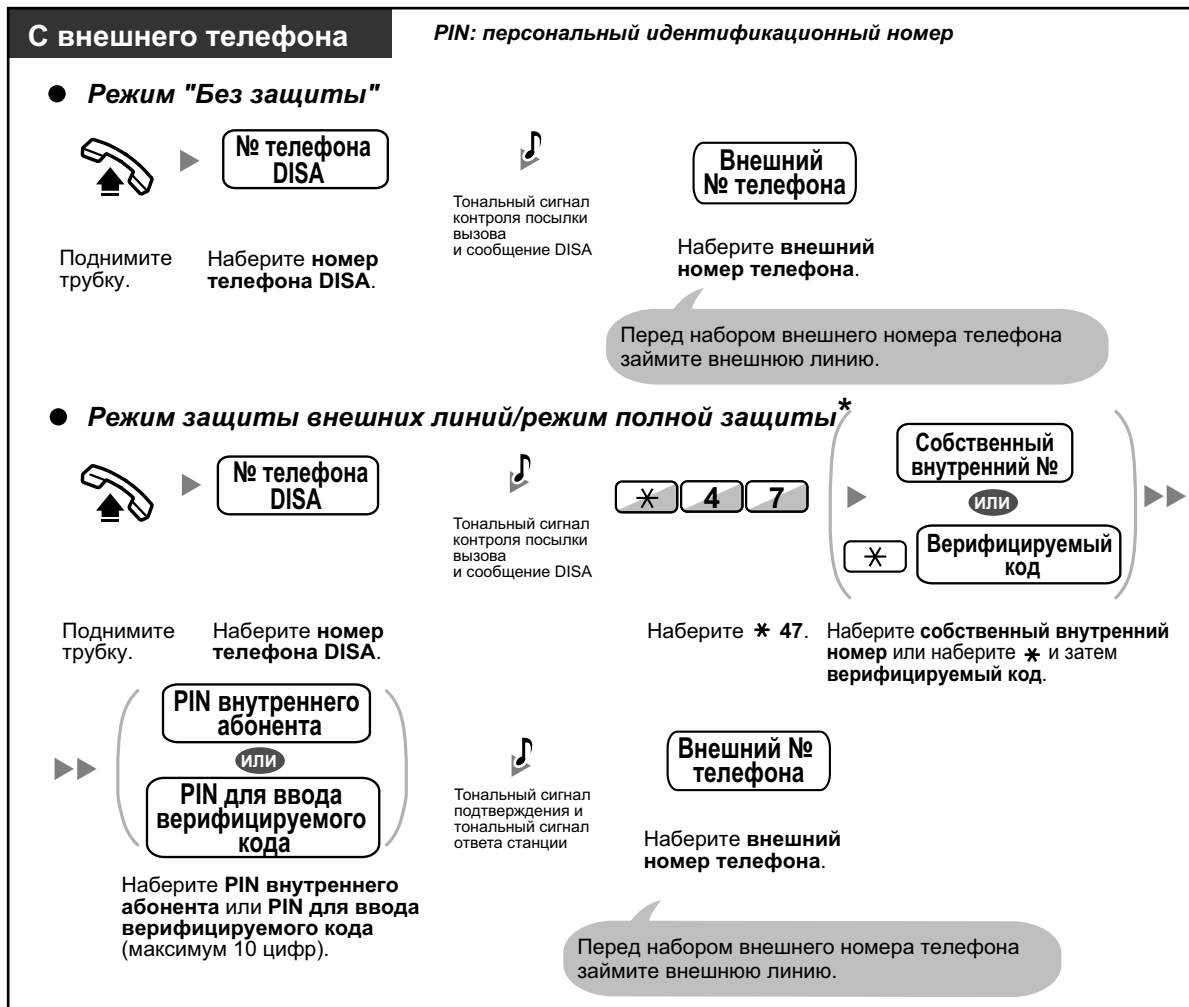 С внешнего телефона
PIN: персональный идентификационный номер
● Режим "Без защиты"
№ телефона
DISA
Внешний
№ телефона
Тональный сигнал
контроля посылки
вызова
и сообщение DISA
Поднимите
трубку.
Наберите номер
телефона DISA.
Наберите внешний
номер телефона.
Перед набором внешнего номера телефона
займите внешнюю линию.
● Режим защиты внешних линий/режим полной защиты*
№ телефона
DISA
Тональный сигнал
контроля посылки
вызова
и сообщение DISA
* 4 7
Собственный
внутренний №
или
* Верифицируемый
код
Поднимите
трубку.
Наберите номер
телефона DISA.
Наберите * 47.
Наберите собственный внутренний
номер или наберите * и затем
верифицируемый код.
PIN внутреннего
абонента
или
PIN для ввода
верифицируемого
кода
Тональный сигнал
подтверждения и
тональный сигнал
ответа станции
Внешний №
телефона
Наберите PIN внутреннего
абонента или PIN для ввода
верифицируемого кода
(максимум 10 цифр).
Наберите внешний
номер телефона.
Перед набором внешнего номера телефона
займите внешнюю линию.